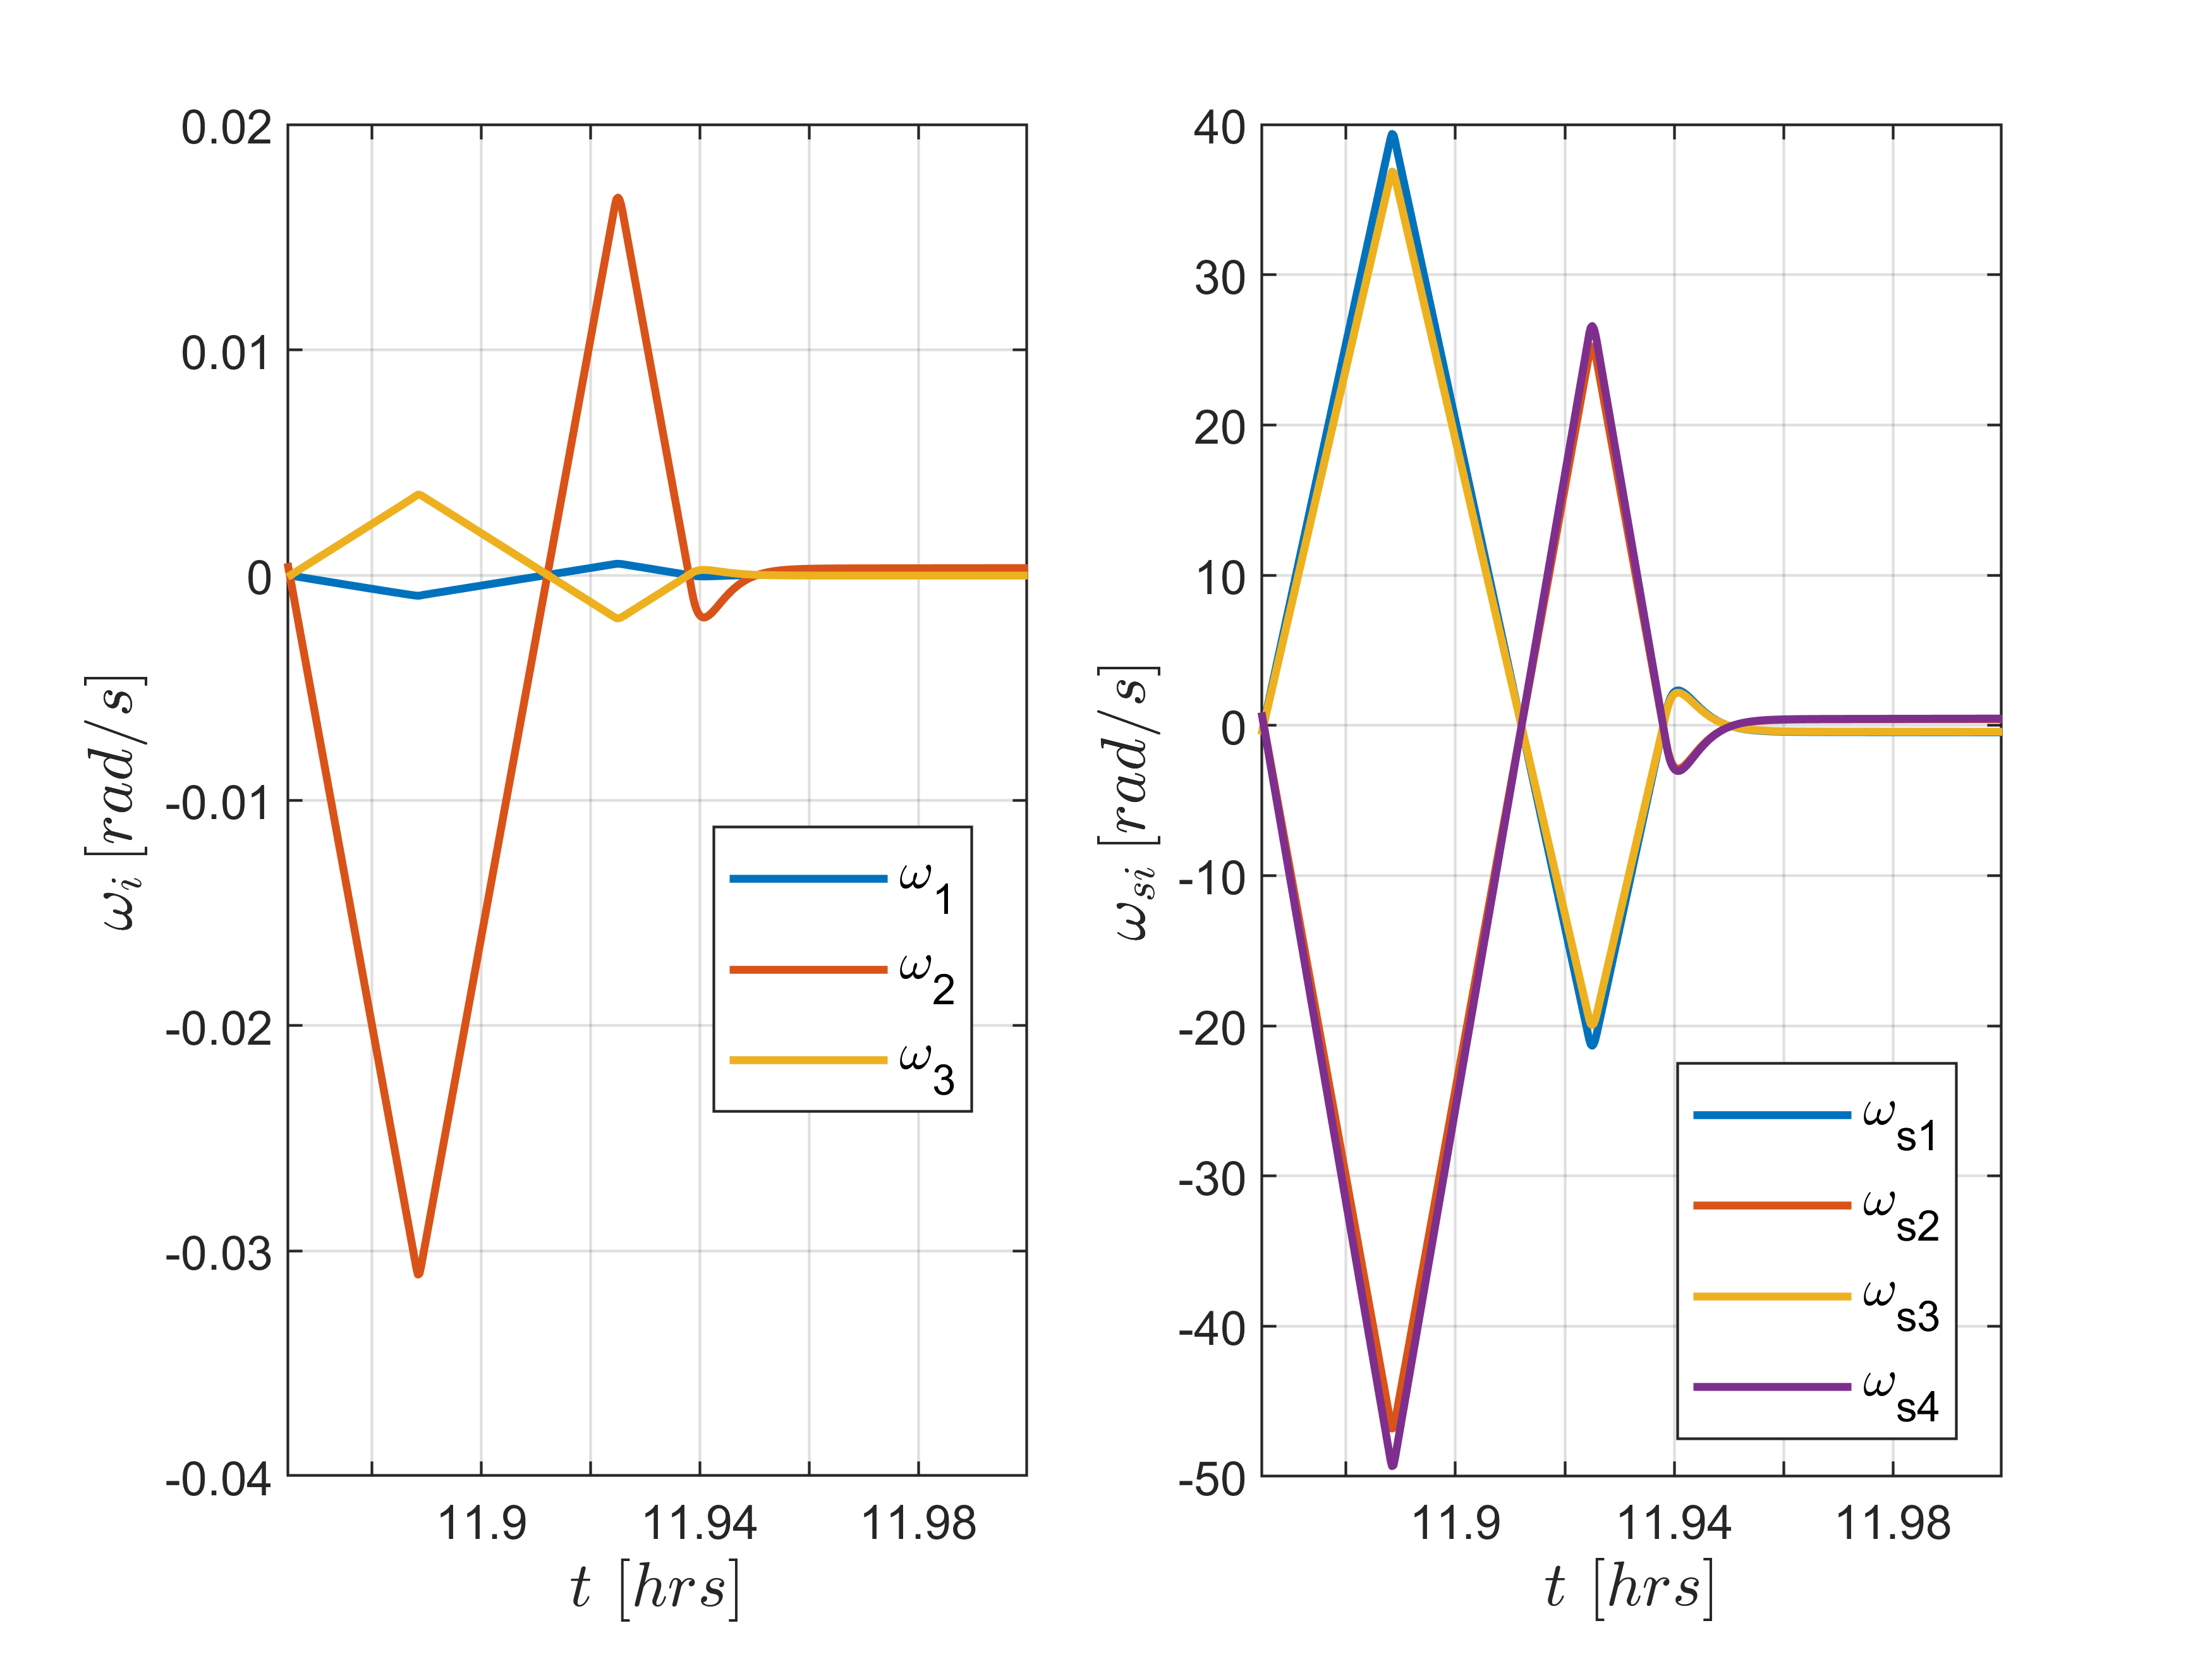 0.02
0.01
0
-0.01
-0.02
-0.03
-0.04
ω_i [rad/s]
ω_1
ω_2
ω_3
11.9 11.94 11.98
t [hrs]
40
30
20
10
0
-10
-20
-30
-40
-50
ω_si [rad/s]
ω_s1
ω_s2
ω_s3
ω_s4
11.9 11.94 11.98
t [hrs]